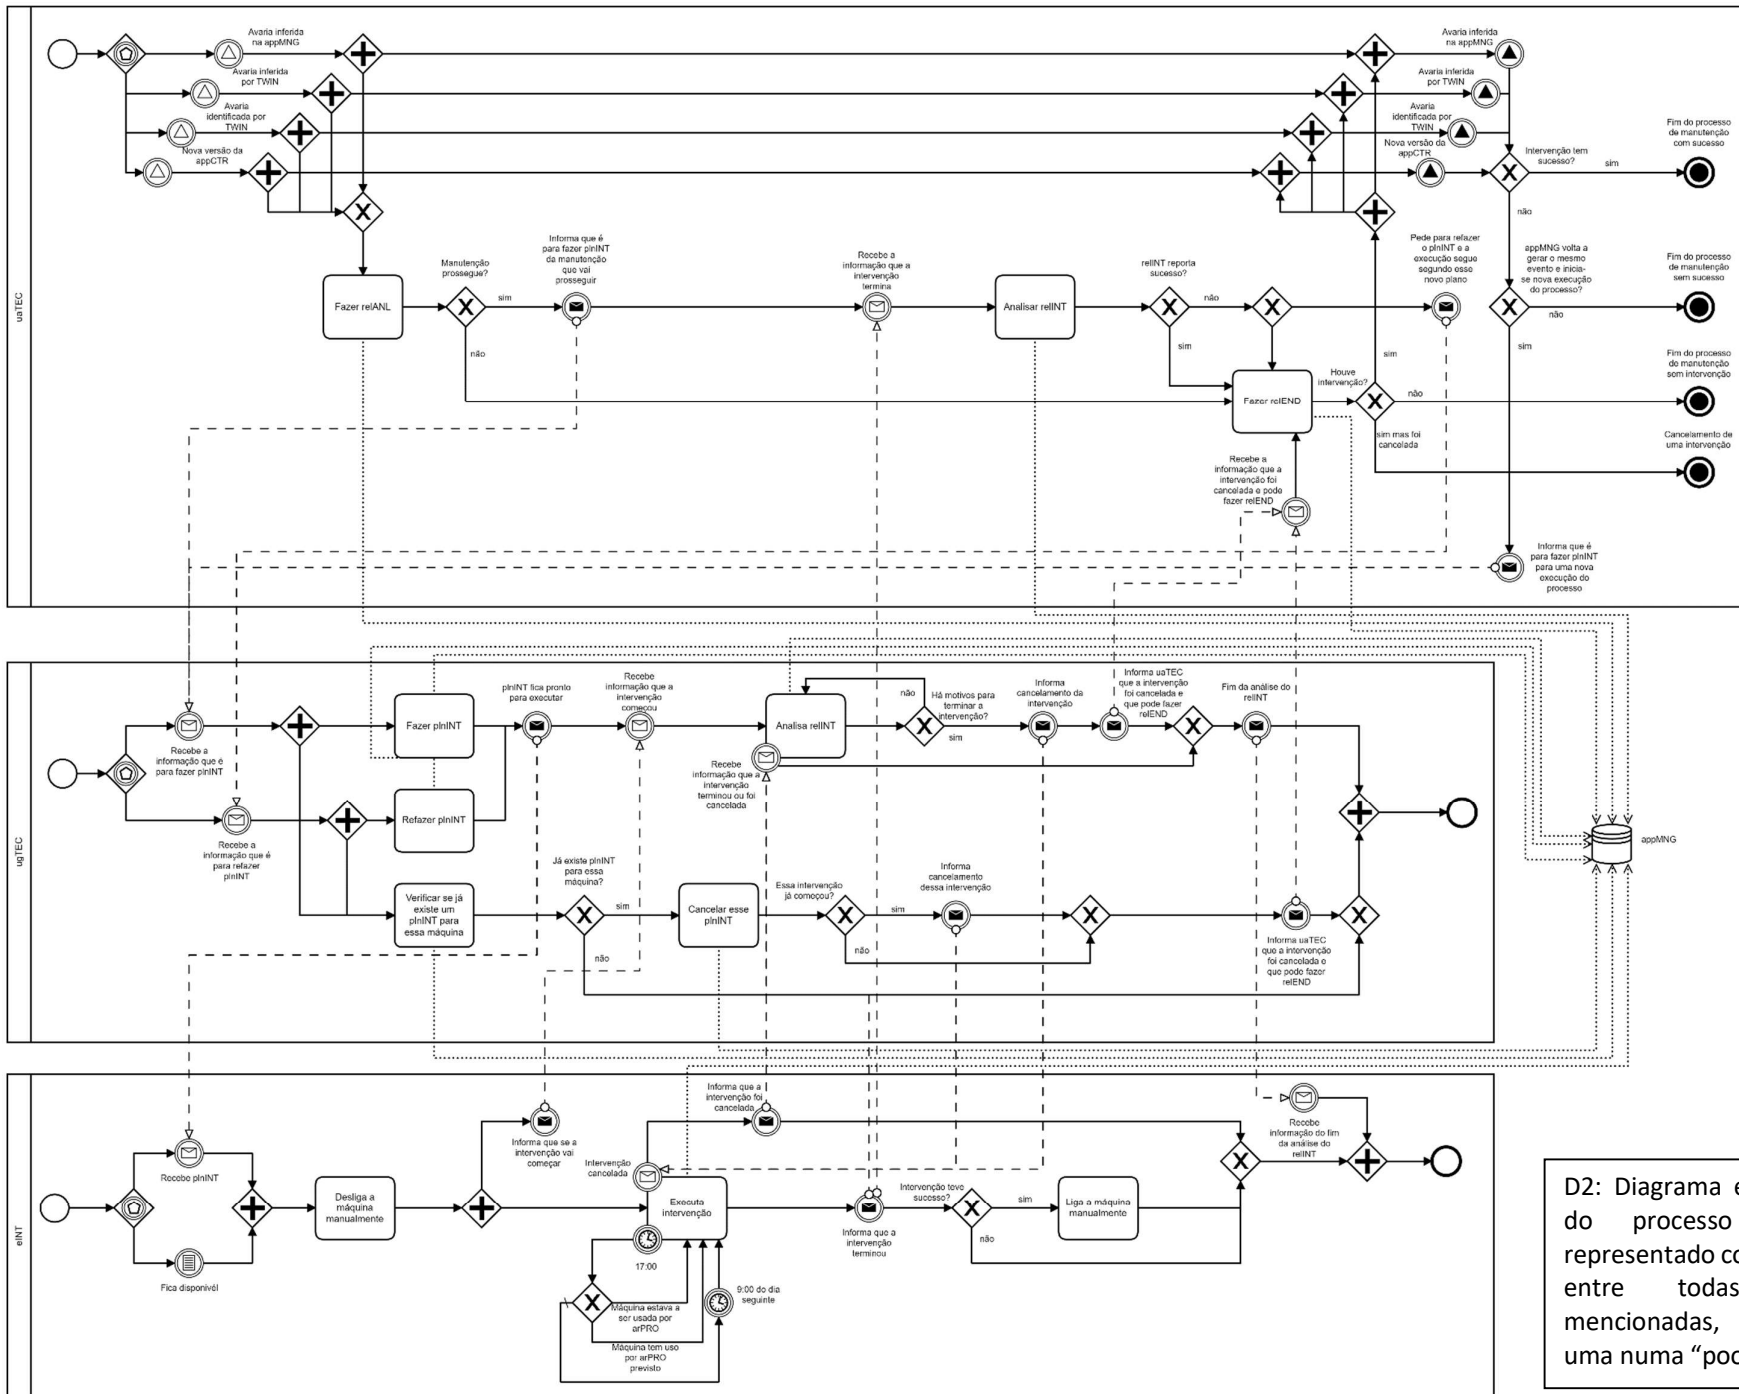 uaTEC
Avaria inferida
na appMNG
Avaria inferida
por TWIN
Avaria
identificada por
TWIN
Nova versão da
appCTR
Avaria inferida
na appMNG
Avaria inferida
por TWIN
Avaria
identificada por
TWIN
Nova versão da
appCTR
Intervenção tem
sucesso?
sim
não
Fim do processo
de manutenção
com sucesso
Fazer relANL
Manutenção
prossegue?
sim
não
Informa que é
para fazer plnINT
da manutenção
que vai
prosseguir
Recebe a
informação que a
intervenção
termina
Analisar relINT
relINT reporta
sucesso?
não
sim
Pede para refazer
o plnINT e a
execução segue
segundo esse
novo plano
appMNG volta a
gerar o mesmo
evento e inicia-
se nova execução
do processo?
não
sim
Fim do processo
de manutenção
sem sucesso
Fazer relEND
Houve
intervenção?
sim
não
sim mas foi
cancelada
Fim do processo
de manutenção
sem intervenção
Cancelamento de
uma intervenção
Recebe a
informação que a
intervenção foi
cancelada e pode
fazer relEND
Informa que é
para fazer plnINT
para uma nova
execução do
processo
ugTEC
Recebe a
informação que é
para fazer plnINT
Recebe a
informação que é
para refazer
plnINT
Fazer plnINT
Refazer plnINT
Verificar se já
existe um
plnINT para
essa máquina
plnINT fica pronto
para executar
Recebe
informação que a
intervenção
começou
Analisa relINT
Recebe
informação que a
intervenção
terminou ou foi
cancelada
não
Há motivos para
terminar a
intervenção?
sim
Informa
cancelamento da
intervenção
Informa uaTEC
que a intervenção
foi cancelada e
que pode fazer
relEND
Fim da análise do
relINT
Já existe plnINT
para essa
máquina?
sim
não
Cancelar esse
plnINT
Essa intervenção
já começou?
sim
não
Informa
cancelamento
dessa intervenção
Informa uaTEC
que a intervenção
foi cancelada e
que pode fazer
relEND
appMNG
eINT
Recebe plnINT
Fica disponivél
Desliga a
máquina
manualmente
Informa que se a
intervenção vai
começar
Intervenção
cancelada
Informa que a
intervenção foi
cancelada
Executa
intervenção
17:00
9:00 do dia
seguinte
Máquina estava a
ser usada por
arPRO
Máquina tem uso
por arPRO
previsto
Informa que a
intervenção
terminou
Intervenção teve
sucesso?
sim
não
Liga a máquina
manualmente
Recebe
informação do fim
da análise do
relINT
D2: Diagrama
do processo
representado
entre todas
mencionadas,
uma numa